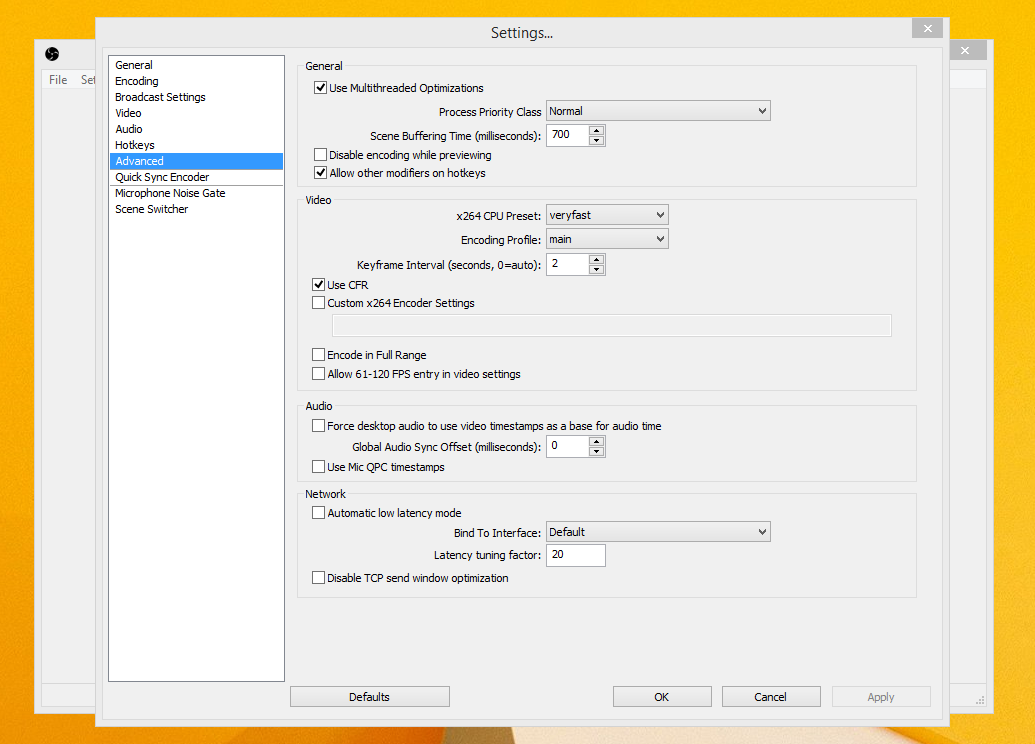 Settings...
File
General
Encoding
Broadcast Settings
Video
Audio
Hotkeys
Advanced
Quick Sync Encoder
Microphone Noise Gate
Scene Switcher
General
Use Multithreaded Optimizations
Process Priority Class Normal
Scene Buffering Time (milliseconds): 700
Disable encoding while previewing
Allow other modifiers on hotkeys
Video
x264 CPU Preset: veryfast
Encoding Profile: main
Keyframe Interval (seconds, 0=auto): 2
Use CFR
Custom x264 Encoder Settings
Encode in Full Range
Allow 61-120 FPS entry in video settings
Audio
Force desktop audio to use video timestamps as a base for audio time
Global Audio Sync Offset (milliseconds): 0
Use Mic QPC timestamps
Network
Automatic low latency mode
Bind To Interface: Default
Latency tuning factor: 20
Disable TCP send window optimization
Defaults OK Cancel Apply